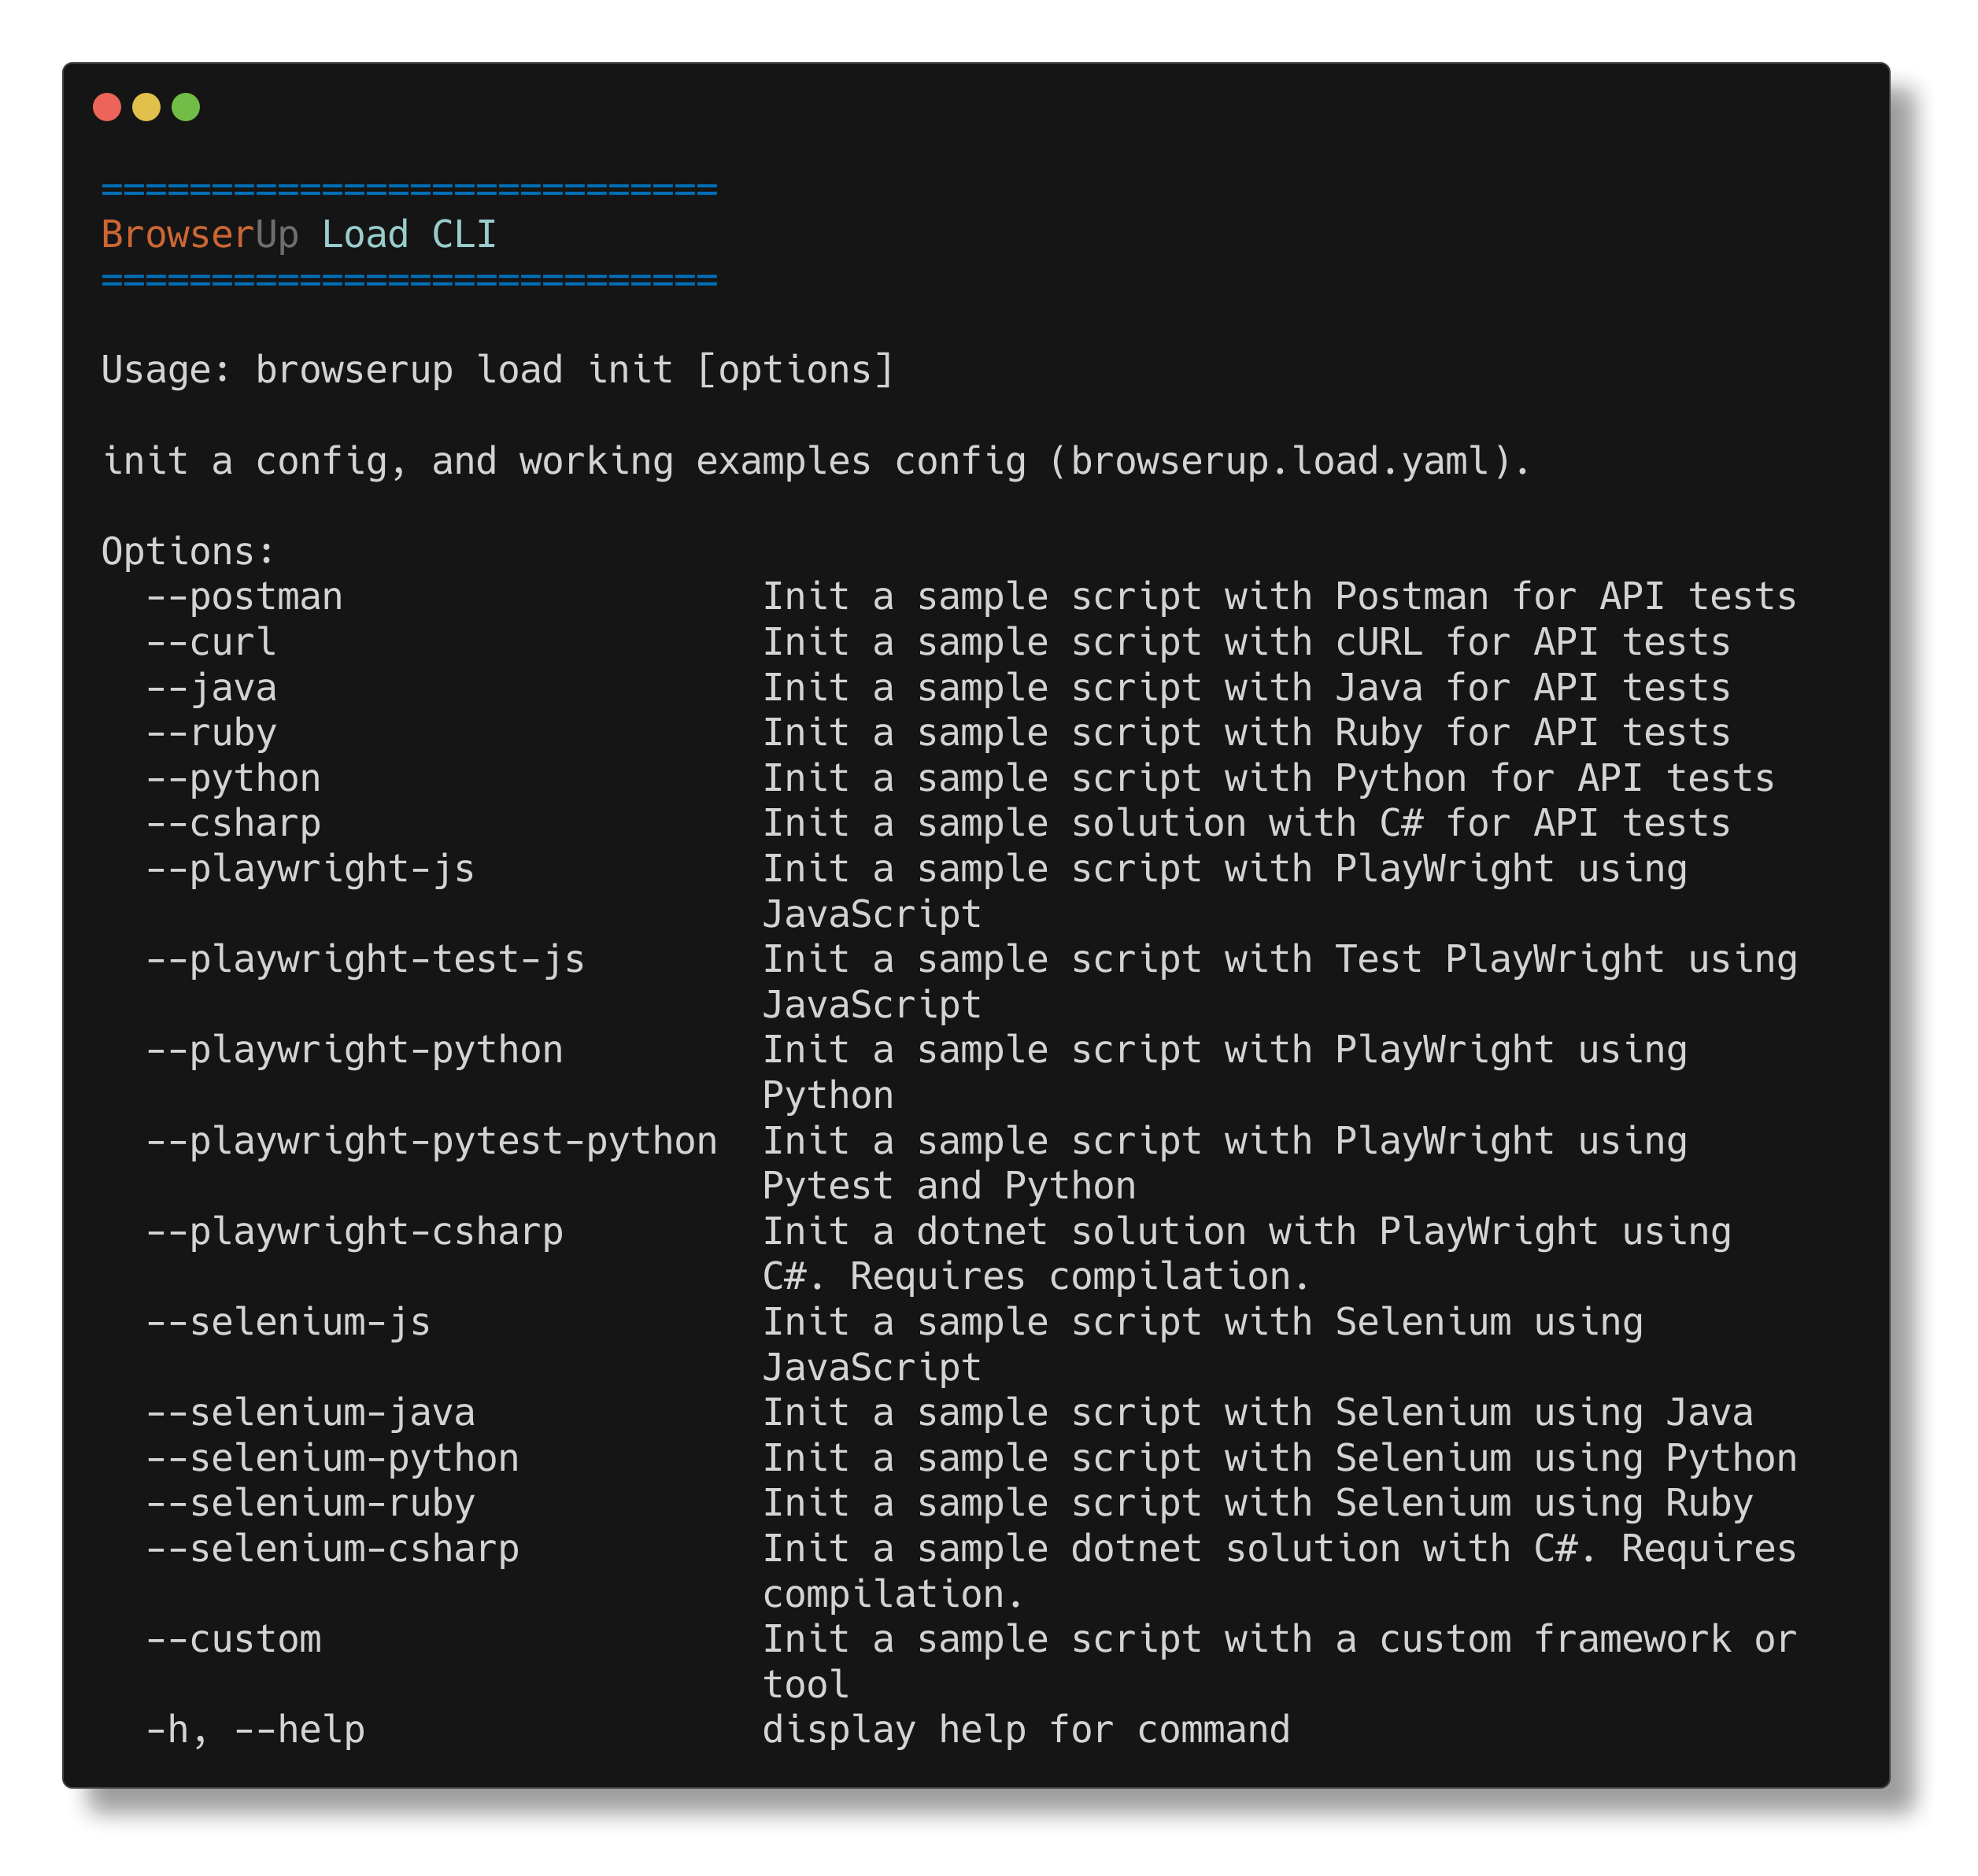 ============================
BrowserUp Load CLI
============================
Usage: browserup load init [options]
init a config, and working examples config (browserup.load.yaml).
Options:
--postman Init a sample script with Postman for API tests
--curl Init a sample script with cURL for API tests
--java Init a sample script with Java for API tests
--ruby Init a sample script with Ruby for API tests
--python Init a sample script with Python for API tests
--csharp Init a sample solution with C# for API tests
--playwright-js Init a sample script with PlayWright using
JavaScript
--playwright-test-js Init a sample script with Test PlayWright using
JavaScript
--playwright-python Init a sample script with PlayWright using
Python
--playwright-pytest-python Init a sample script with PlayWright using
Pytest and Python
--playwright-csharp Init a dotnet solution with PlayWright using
C#. Requires compilation.
--selenium-js Init a sample script with Selenium using
JavaScript
--selenium-java Init a sample script with Selenium using Java
--selenium-python Init a sample script with Selenium using Python
--selenium-ruby Init a sample script with Selenium using Ruby
--selenium-csharp Init a sample dotnet solution with C#. Requires
compilation.
--custom Init a sample script with a custom framework or
tool
-h, --help display help for command